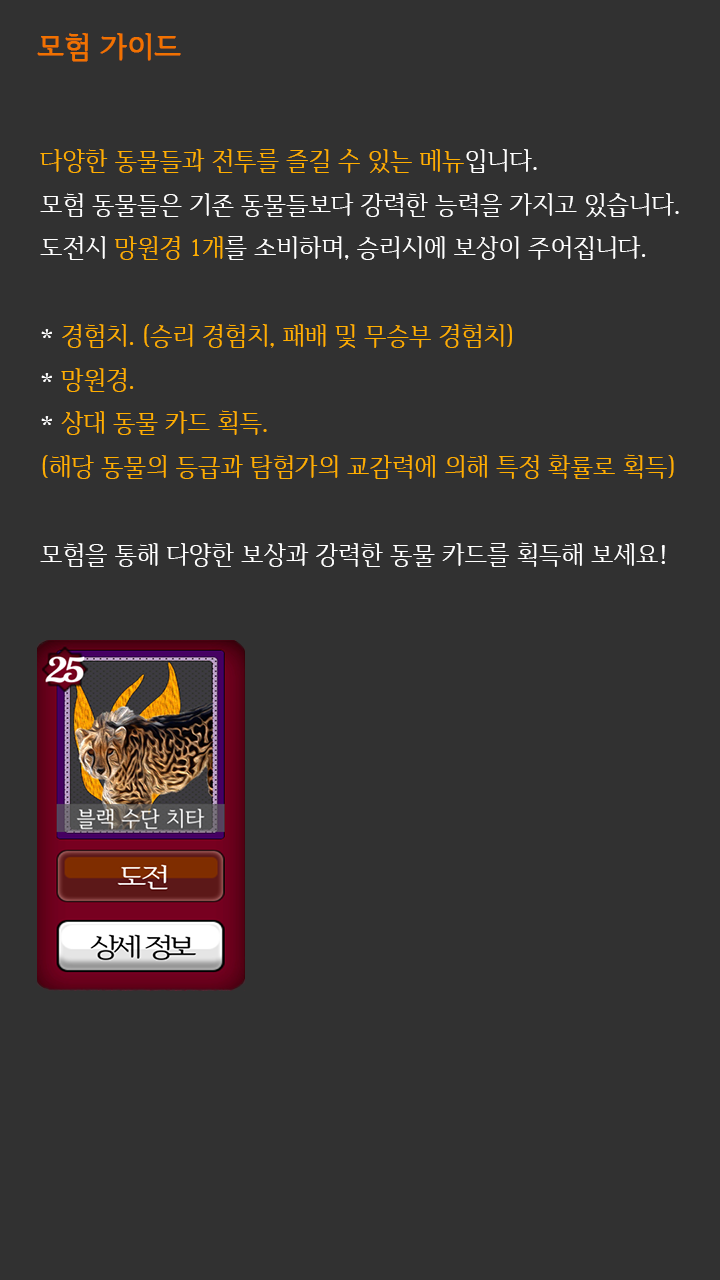 모험 가이드
다양한 동물들과 전투를 즐길 수 있는 메뉴입니다.
모험 동물들은 기존 동물들보다 강력한 능력을 가지고 있습니다.
도전시 망원경 1개를 소비하며, 승리시에 보상이 주어집니다.
* 경험치. (승리 경험치, 패배 및 무승부 경험치)
* 망원경.
* 상대 동물 카드 획득.
(해당 동물의 등급과 탐험가의 교감력에 의해 특정 확률로 획득)
모험을 통해 다양한 보상과 강력한 동물 카드를 획득해 보세요!
25
블랙 수단 치타
도전
상세 정보